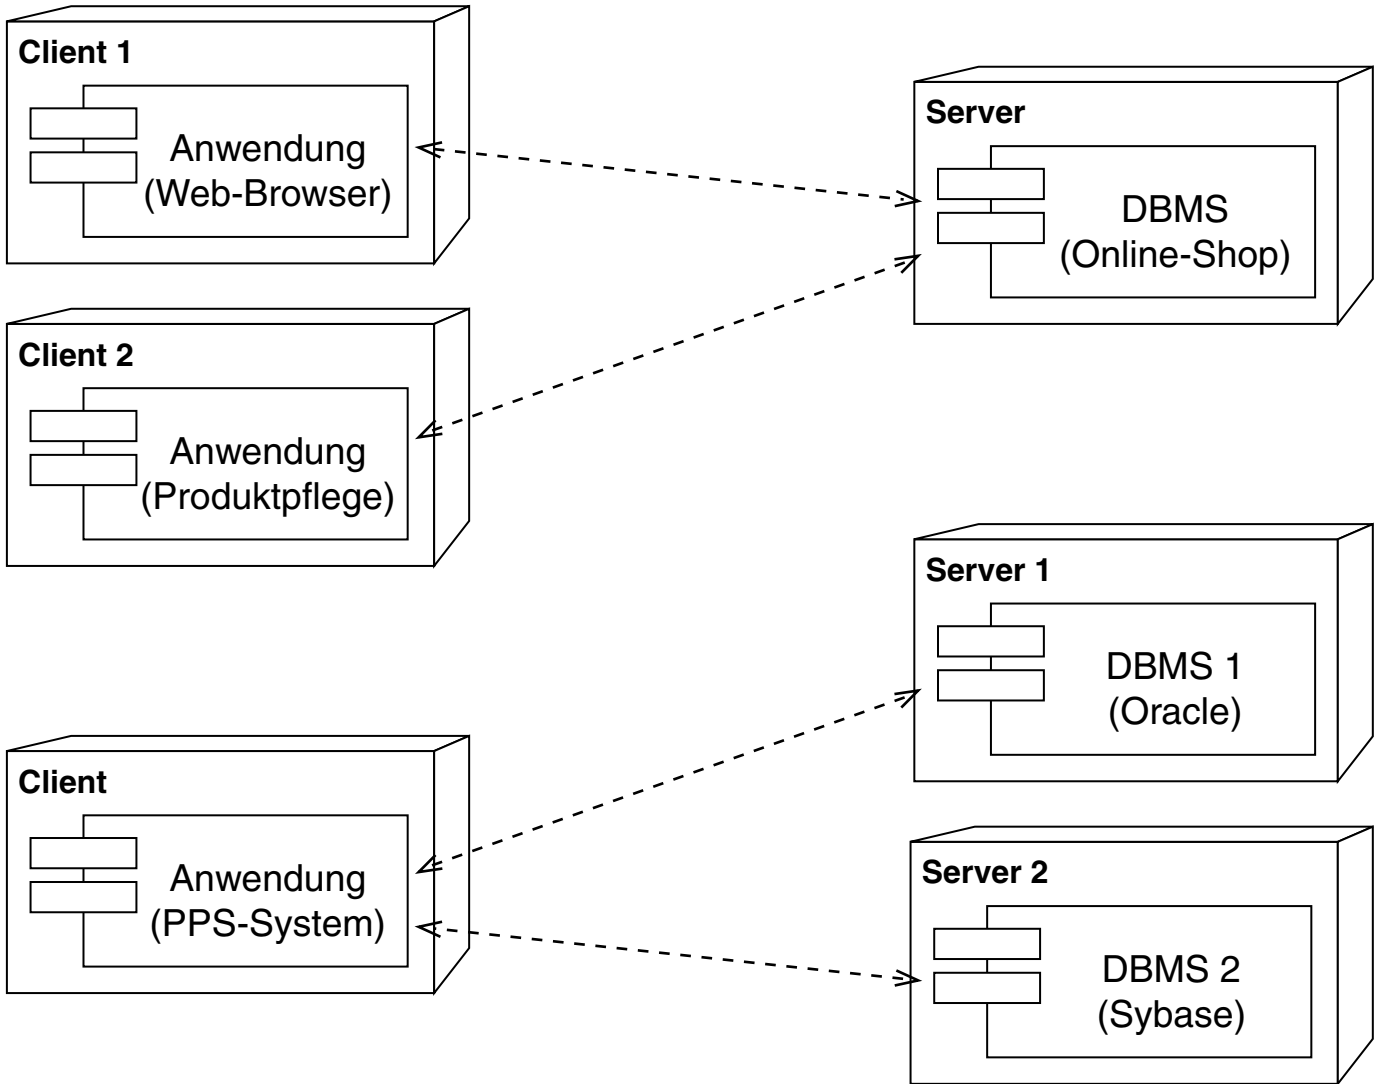 Client 1
Anwendung
(Web-Browser)
Server
DBMS
(Online-Shop)
Client 2
Anwendung
(Produktpflege)
Server 1
DBMS 1
(Oracle)
Client
Anwendung
(PPS-System)
Server 2
DBMS 2
(Sybase)